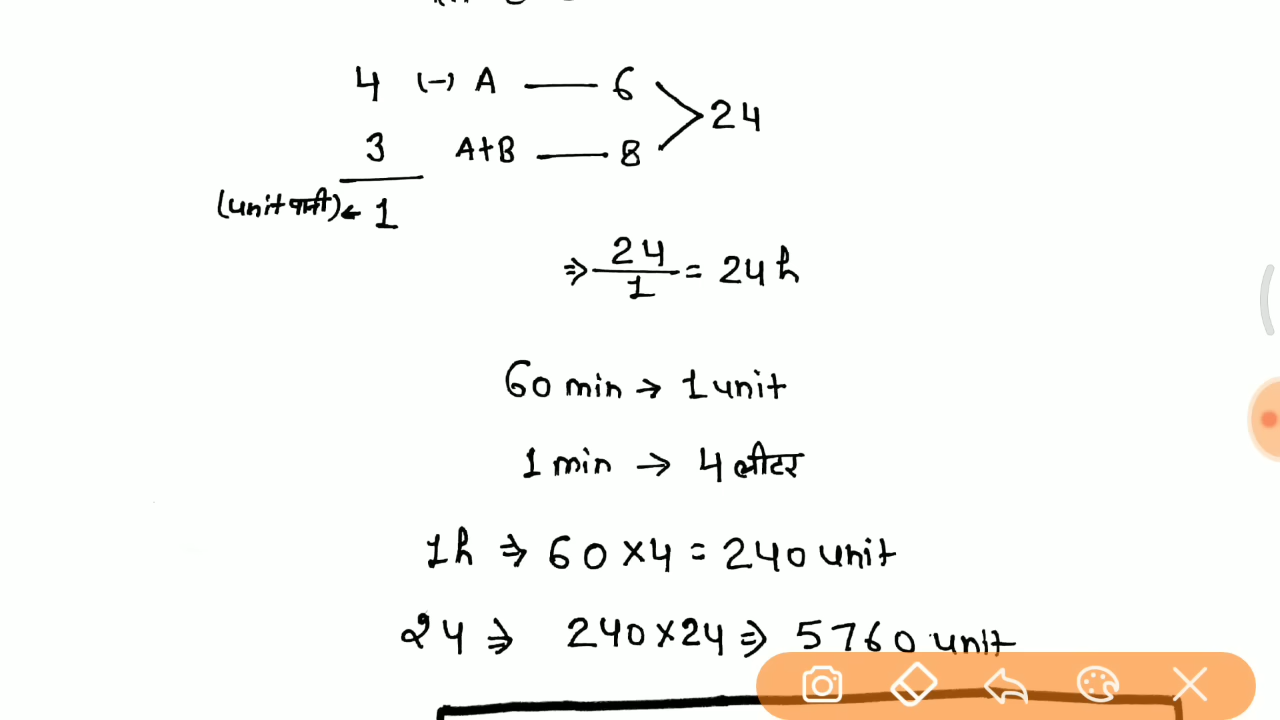 4 (-) A — 6
24
3 A+B — 8
(unit पानी) ← 1
⇒ 24/1 = 24h
60 min → 1 unit
1 min → 4 लीटर
1h ⇒ 60×4 = 240 unit
24 ⇒ 240×24 ⇒ 5760 unit